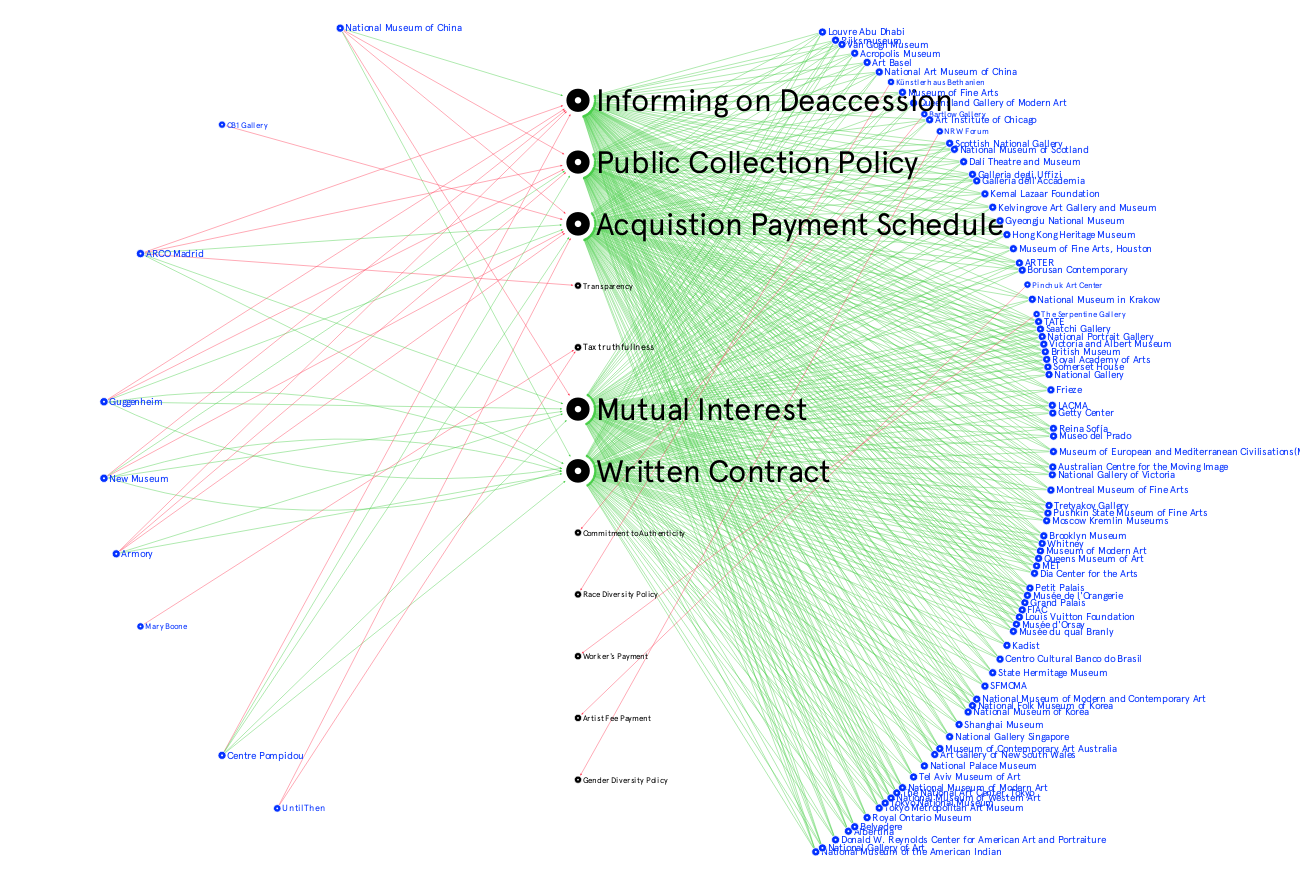 National Museum of China
CB1 Gallery
ARCO Madrid
Guggenheim
New Museum
Armory
Mary Boone
Centre Pompidou
Until Then
Informing on Deaccession
Public Collection Policy
Acquistion Payment Schedule
Transparency
Tax truthfullness
Mutual Interest
Written Contract
Commitment to Authenticity
Race Diversity Policy
Worker's Payment
Artist Fee Payment
Gender Diversity Policy
Louvre Abu Dhabi
Rijksmuseum
Van Gogh Museum
Acropolis Museum
Art Basel
National Art Museum of China
Künstlerhaus Bethanien
Museum of Fine Arts
Queensland Gallery of Modern Art
Bartlow Gallery
Art Institute of Chicago
NRW Forum
Scottish National Gallery
National Museum of Scotland
Dali Theatre and Museum
Galleria degli Uffizi
Galleria dell'Accademia
Kemal Lazaar Foundation
Kelvingrove Art Gallery and Museum
Gyeongju National Museum
Hong Kong Heritage Museum
Museum of Fine Arts, Houston
ARTER
Borusan Contemporary
Pinchuk Art Center
National Museum in Krakow
The Serpentine Gallery
TATE
Saatchi Gallery
National Portrait Gallery
Victoria and Albert Museum
British Museum
Royal Academy of Arts
Somerset House
National Gallery
Frieze
LACMA
Getty Center
Reina Sofia
Museo del Prado
Museum of European and Mediterranean Civilisations(M
Australian Centre for the Moving Image
National Gallery of Victoria
Montreal Museum of Fine Arts
Tretyakov Gallery
Pushkin State Museum of Fine Arts
Moscow Kremlin Museums
Brooklyn Museum
Whitney
Museum of Modern Art
Queens Museum of Art
MET
Dia Center for the Arts
Petit Palais
Musée de l'Orangerie
Grand Palais
FIAC
Louis Vuitton Foundation
Musée d'Orsay
Musée du quai Branly
Kadist
Centro Cultural Banco do Brasil
State Hermitage Museum
SFMOMA
National Museum of Modern and Contemporary Art
National Folk Museum of Korea
National Museum of Korea
Shanghai Museum
National Gallery Singapore
Museum of Contemporary Art Australia
Art Gallery of New South Wales
National Palace Museum
Tel Aviv Museum of Art
National Museum of Modern Art
The National Art Center, Tokyo
National Museum of Western Art
Tokyo National Museum
Tokyo Metropolitan Art Museum
Royal Ontario Museum
Belvedere
Albertina
Donald W. Reynolds Center for American Art and Portraiture
National Gallery of Art
National Museum of the American Indian